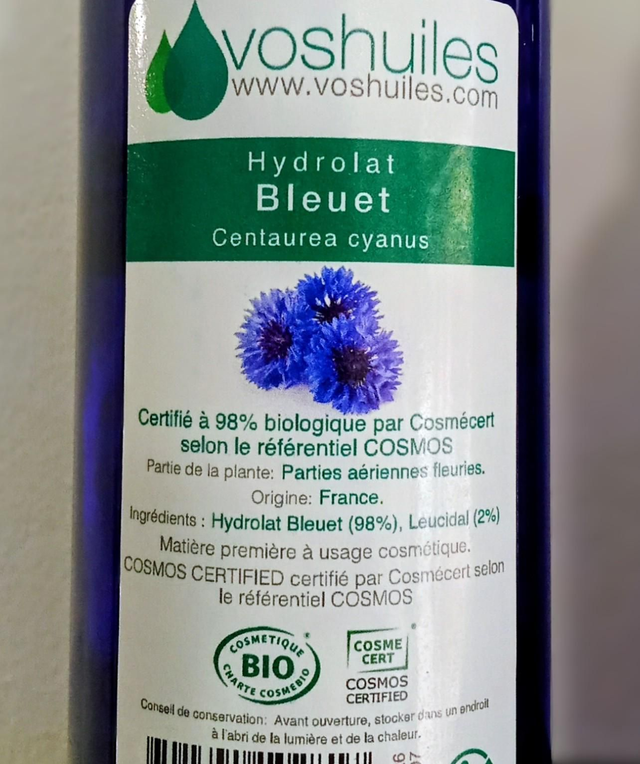 voshuiles
www.voshuiles.com
Hydrolat
Bleuet
Centaurea cyanus
Certifié à 98% biologique par Cosmécert
selon le référentiel COSMOS
Partie de la plante: Parties aériennes fleuries.
Origine: France.
Ingrédients : Hydrolat Bleuet (98%), Leucidal (2%)
Matière première à usage cosmétique.
COSMOS CERTIFIED certifié par Cosmécert selon
le référentiel COSMOS
COSMETIQUE
BIO
CHARTE COSMEBIO
COSME
CERT
COSMOS
CERTIFIED
Conseil de conservation: Avant ouverture, stocker dans un endroit
à l'abri de la lumière et de la chaleur.